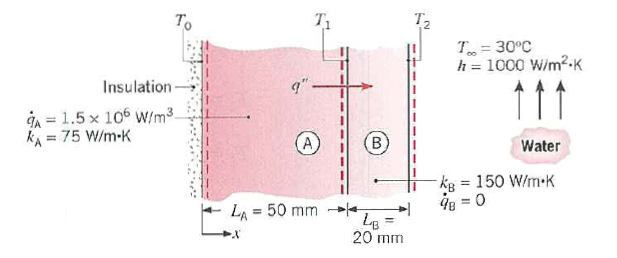 Tₒ
T₁
T₂
T∞ = 30°C
h = 1000 W/m²·K
Insulation
q"
q̇A = 1.5 × 10⁶ W/m³
kA = 75 W/m·K
A
B
Water
kB = 150 W/m·K
q̇B = 0
LA = 50 mm
LB =
20 mm
x